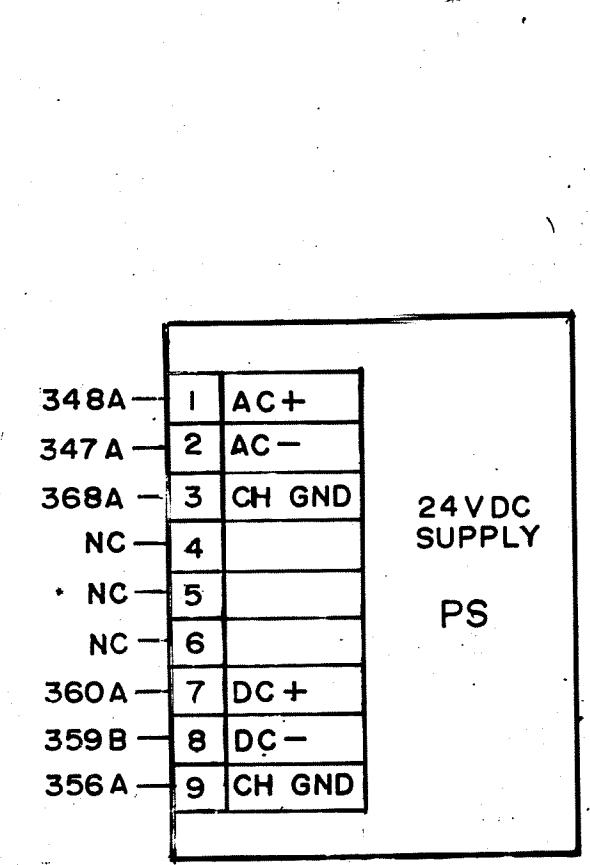 348A 1 AC+
347A 2 AC-
368A 3 CH GND
NC 4
NC 5
NC 6
360A 7 DC+
359B 8 DC-
356A 9 CH GND
24VDC
SUPPLY
PS